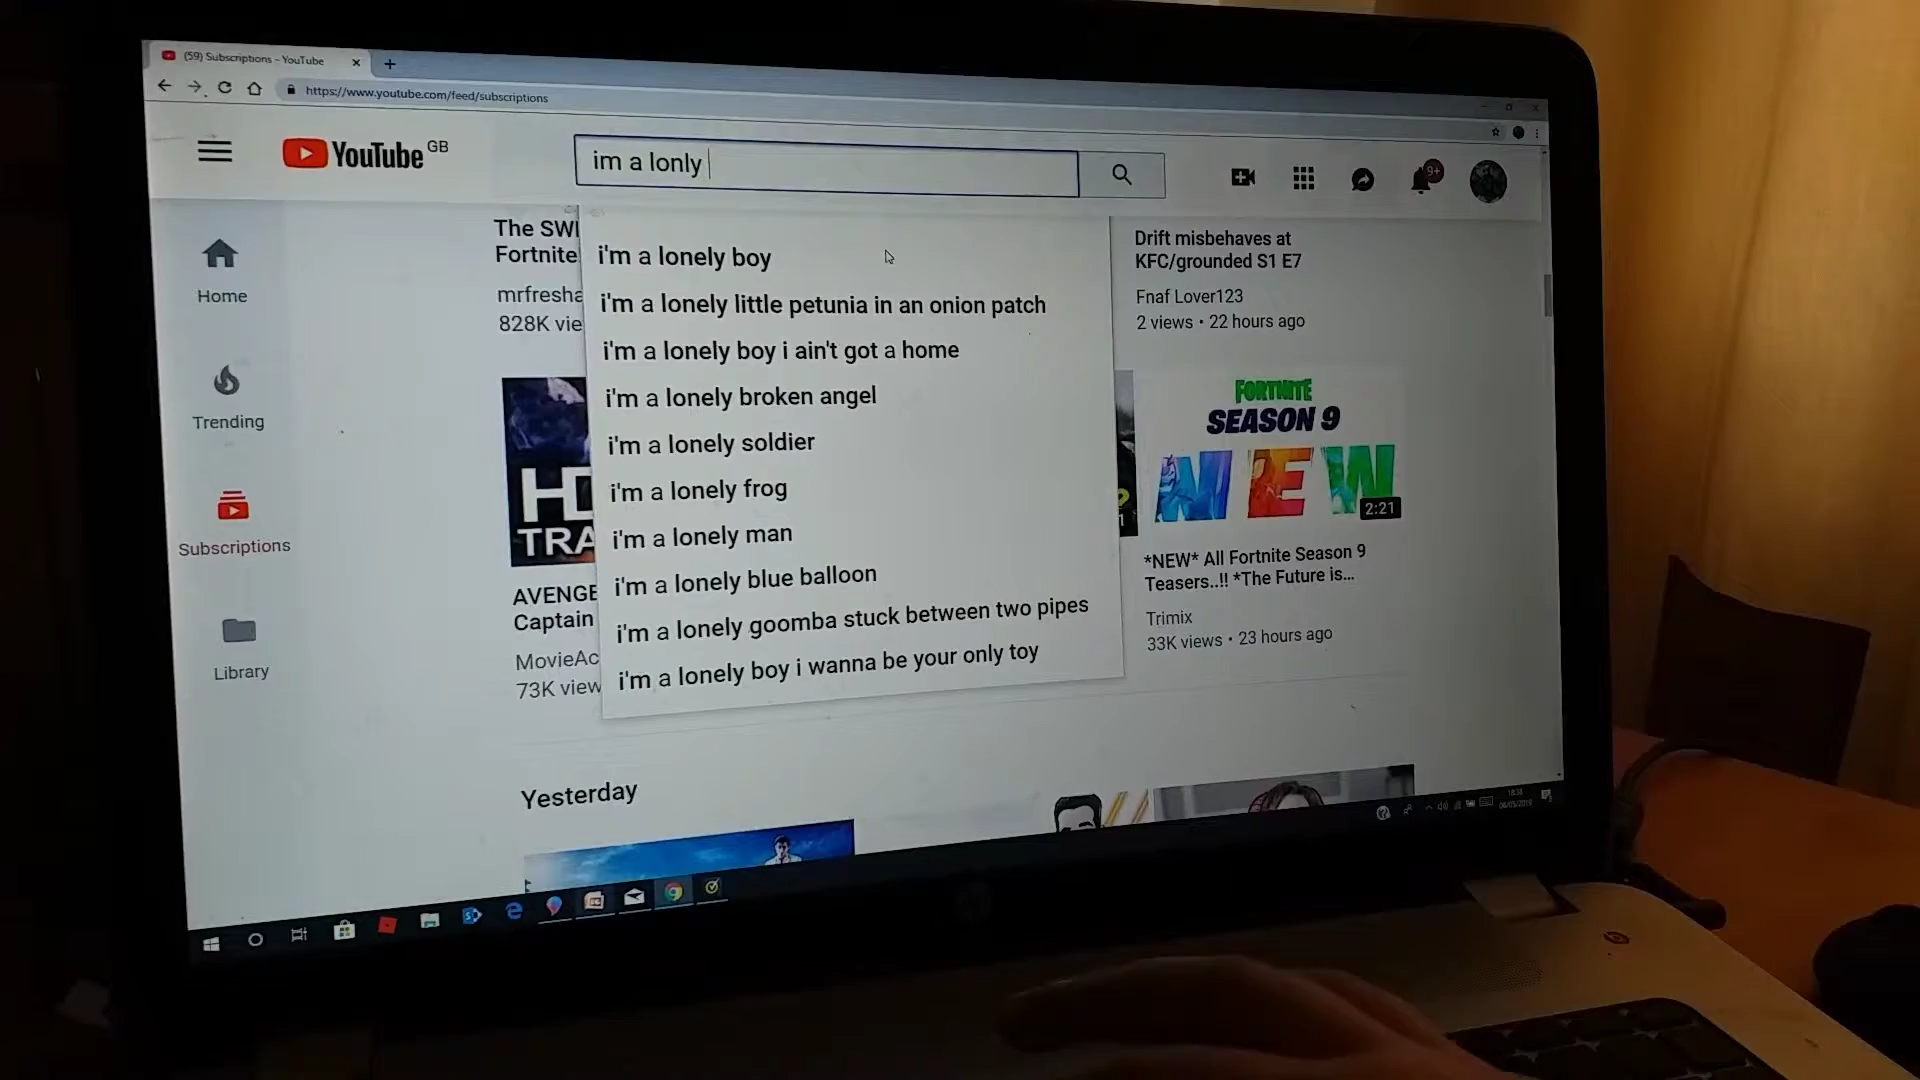 (59) Subscriptions - YouTube
https://www.youtube.com/feed/subscriptions
YouTube GB
im a lonly
9+
Home
Trending
Subscriptions
Library
The SWI
Fortnite
mrfresha
828K vie
i'm a lonely boy
i'm a lonely little petunia in an onion patch
i'm a lonely boy i ain't got a home
i'm a lonely broken angel
i'm a lonely soldier
i'm a lonely frog
i'm a lonely man
i'm a lonely blue balloon
i'm a lonely goomba stuck between two pipes
i'm a lonely boy i wanna be your only toy
Drift misbehaves at
KFC/grounded S1 E7
Fnaf Lover123
2 views • 22 hours ago
HD
TRA
AVENGE
Captain
MovieAc
73K view
FORTNITE
SEASON 9
NEW
2:21
*NEW* All Fortnite Season 9
Teasers..!! *The Future is...
Trimix
33K views • 23 hours ago
Yesterday